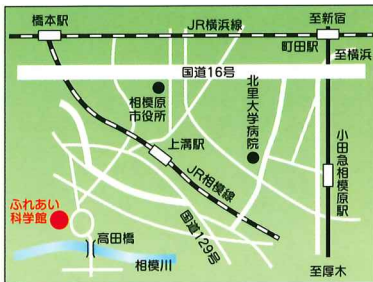 橋本駅
JR横浜線
至新宿
町田駅
至横浜
国道16号
相模原
市役所
北里大学病院
上溝駅
JR相模線
小田急相模原駅
ふれあい
科学館
高田橋
国道129号
相模川
至厚木